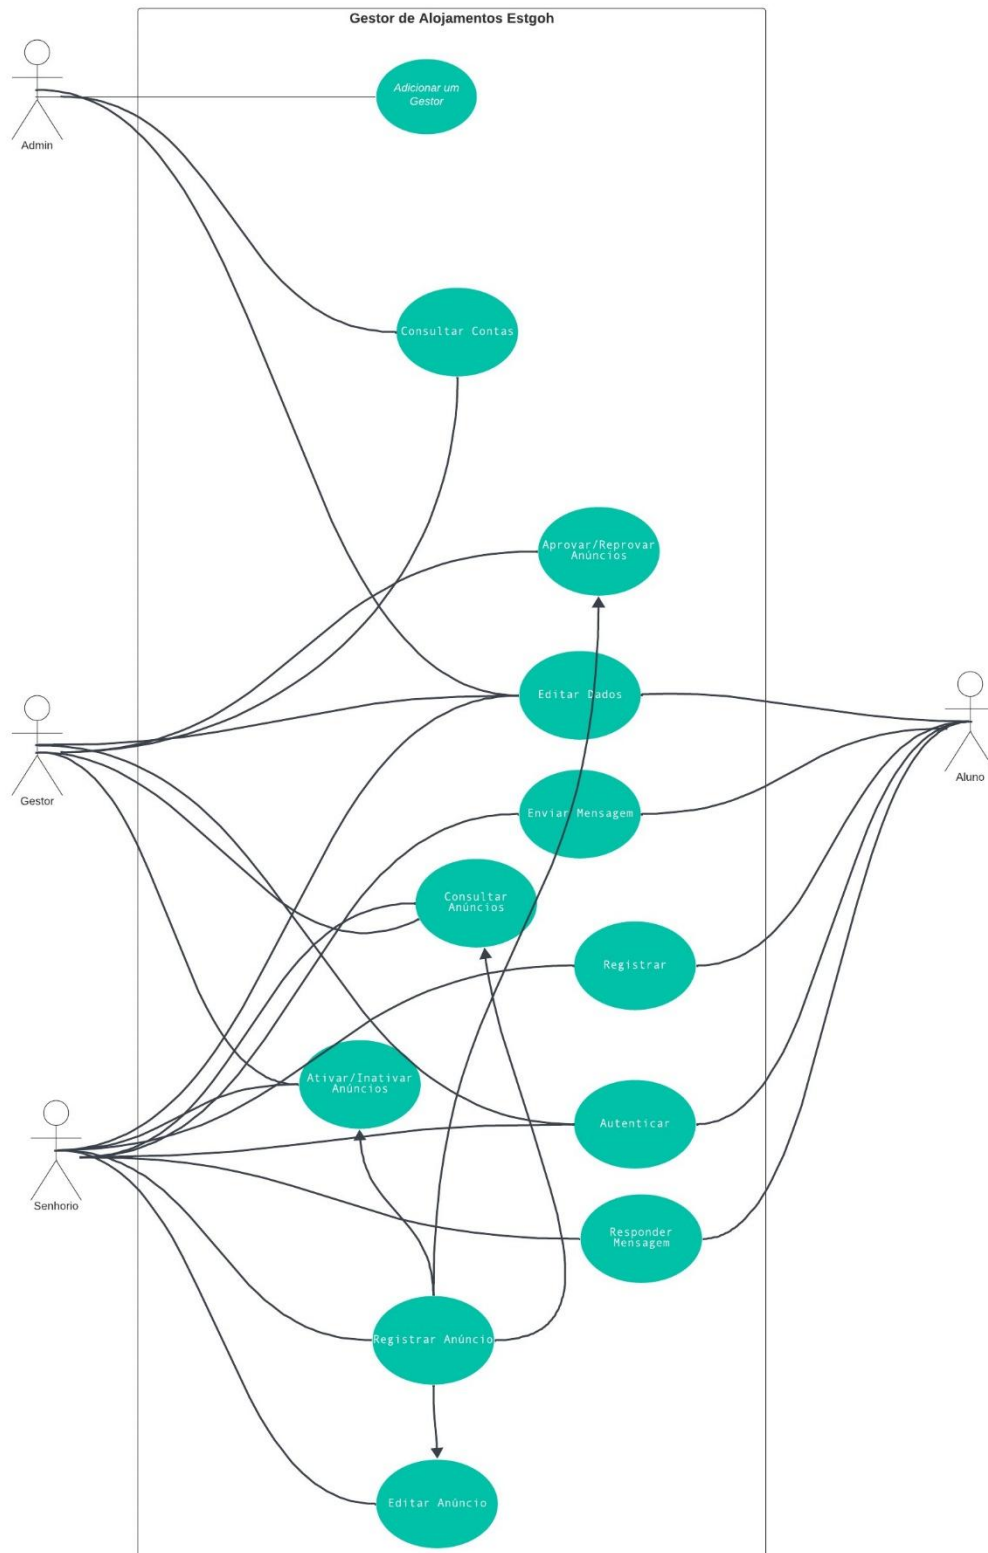 Gestor de Alojamentos Estgoh
Adicionar um
Gestor
Admin
Consultar Contas
Aprovar/Reprovar
Anúncios
Editar Dados
Gestor
Aluno
Enviar Mensagem
Consultar
Anúncios
Registrar
Ativar/Inativar
Anúncios
Autenticar
Senhorio
Responder
Mensagem
Registrar Anúncio
Editar Anúncio